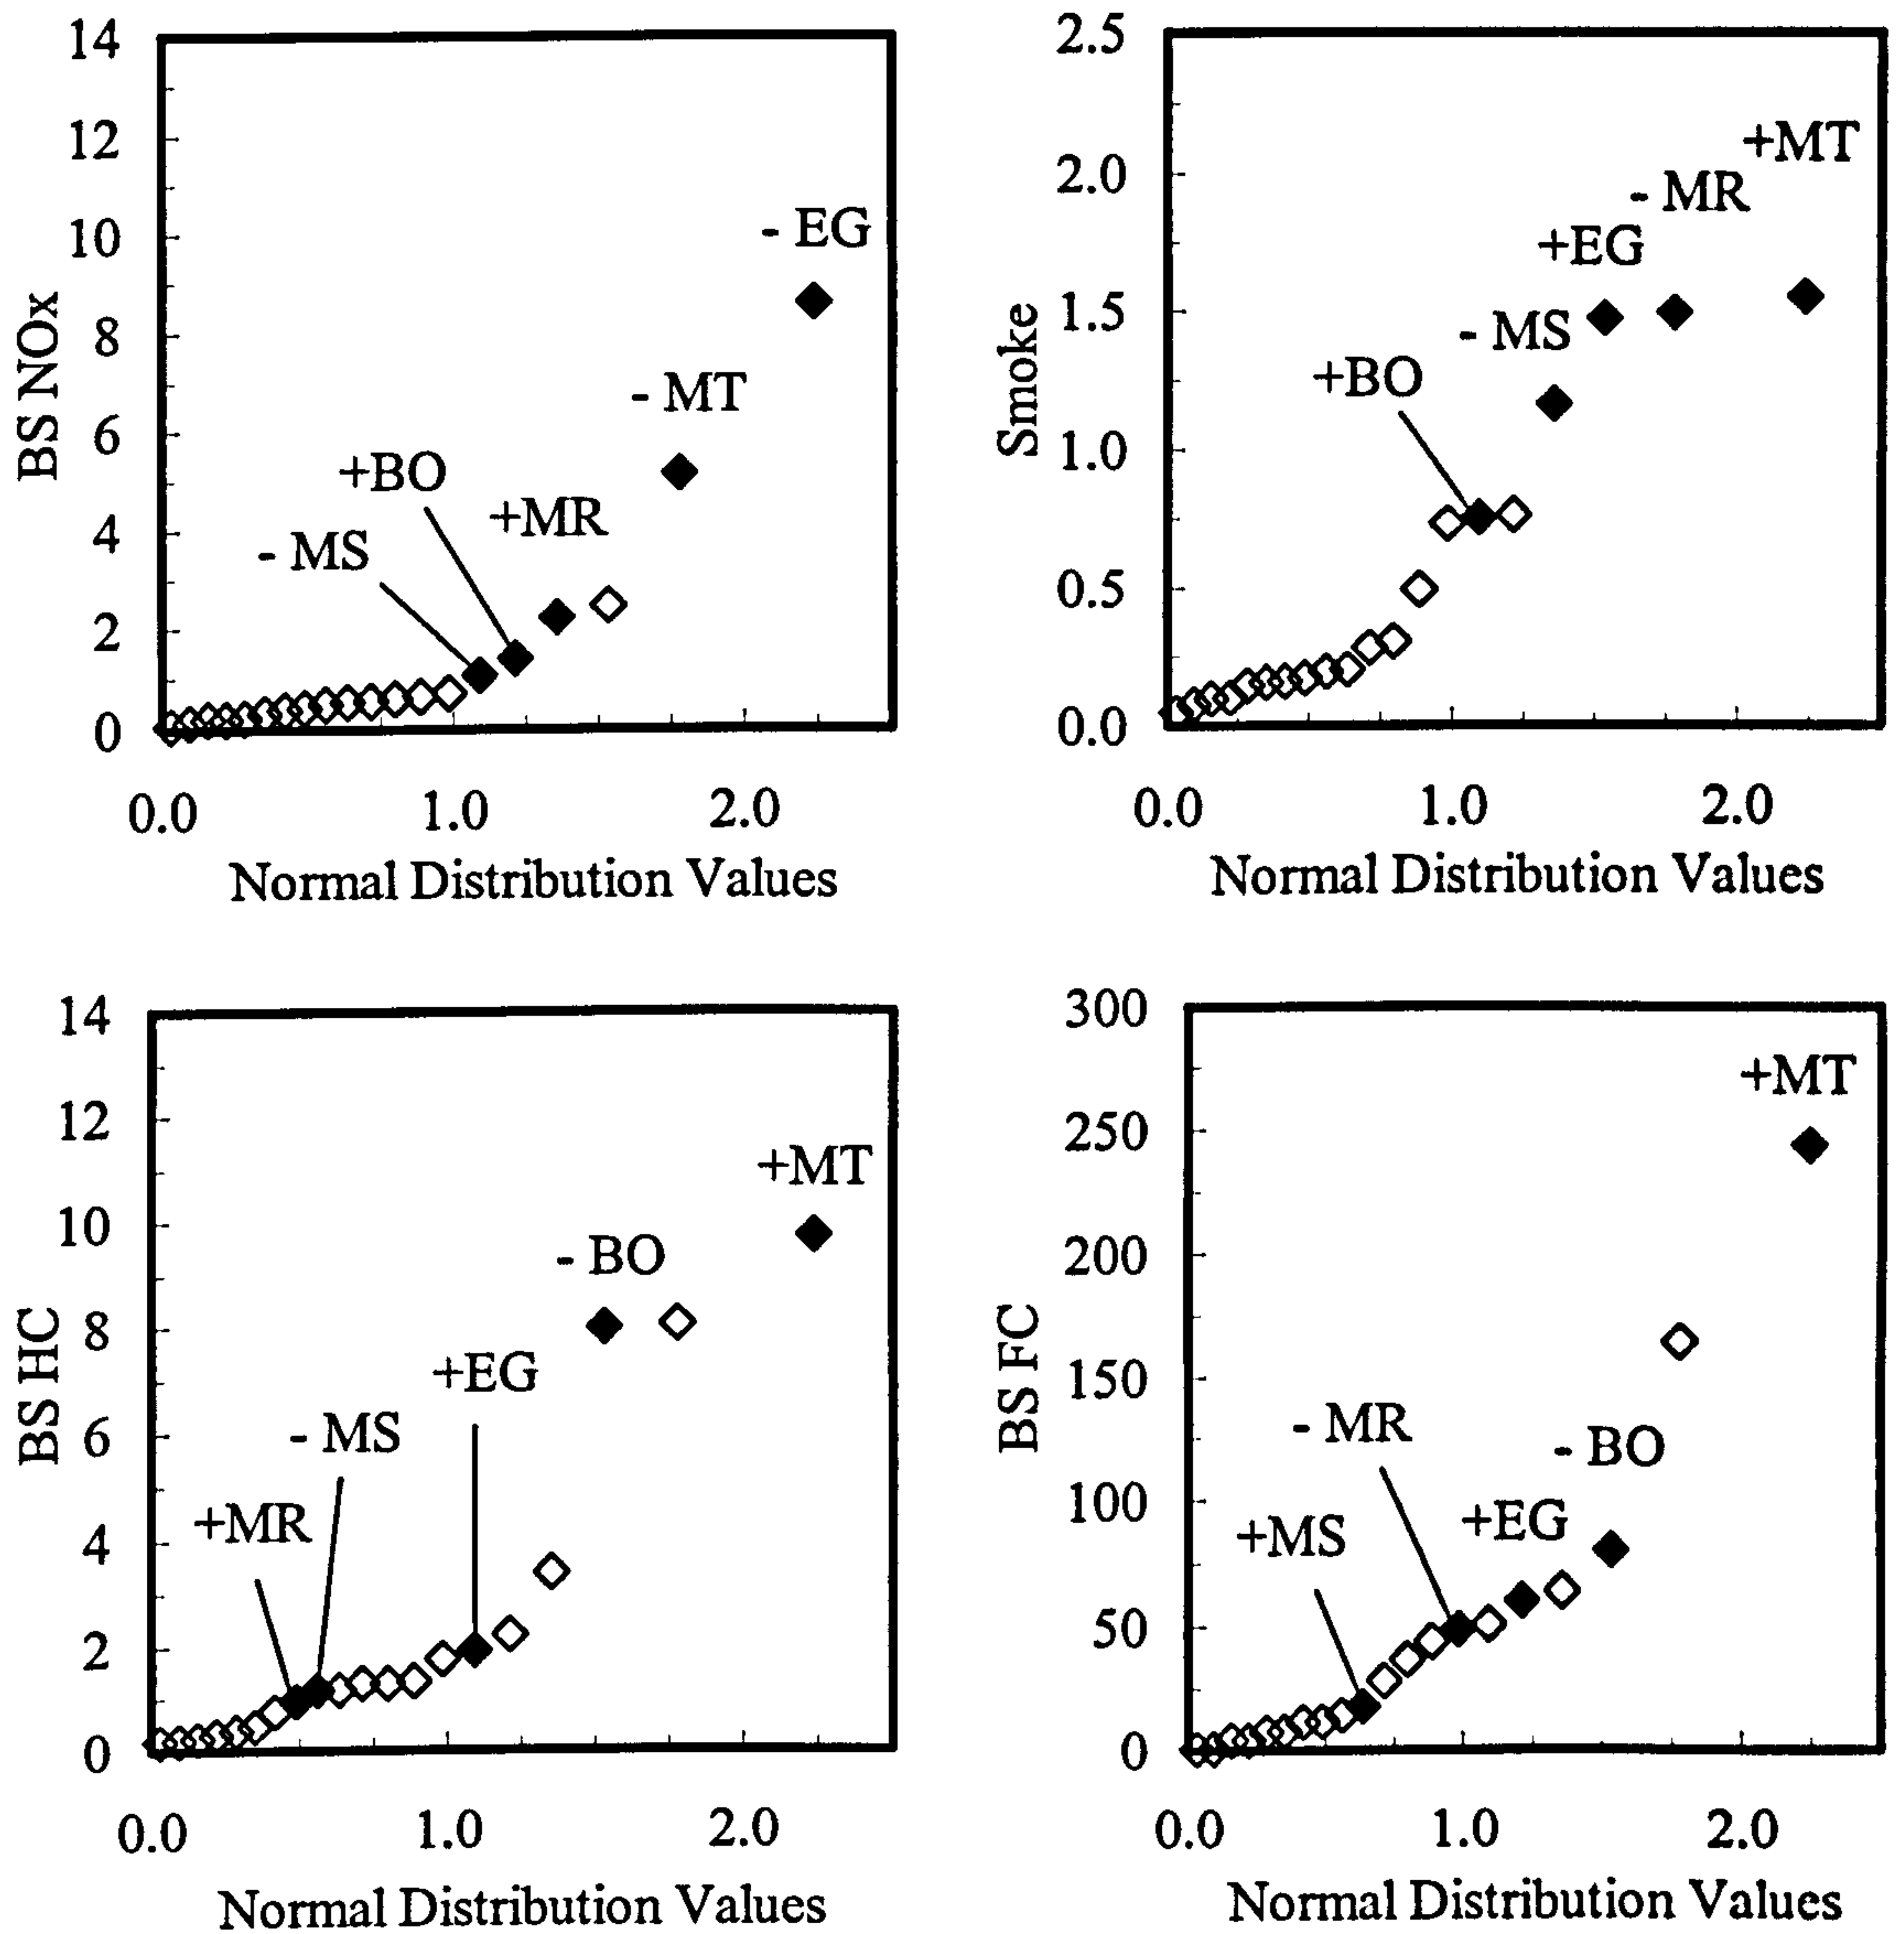 14
12
10
8
6
4
2
0
BS NOx
- EG
- MT
+BO
+MR
- MS
0.0 1.0 2.0
Normal Distribution Values
2.5
2.0
1.5
1.0
0.5
0.0
Smoke
+MT
- MR
+EG
- MS
+BO
0.0 1.0 2.0
Normal Distribution Values
14
12
10
8
6
4
2
0
BS HC
+MT
- BO
+EG
- MS
+MR
0.0 1.0 2.0
Normal Distribution Values
300
250
200
150
100
50
0
BS FC
+MT
- MR
- BO
+EG
+MS
0.0 1.0 2.0
Normal Distribution Values